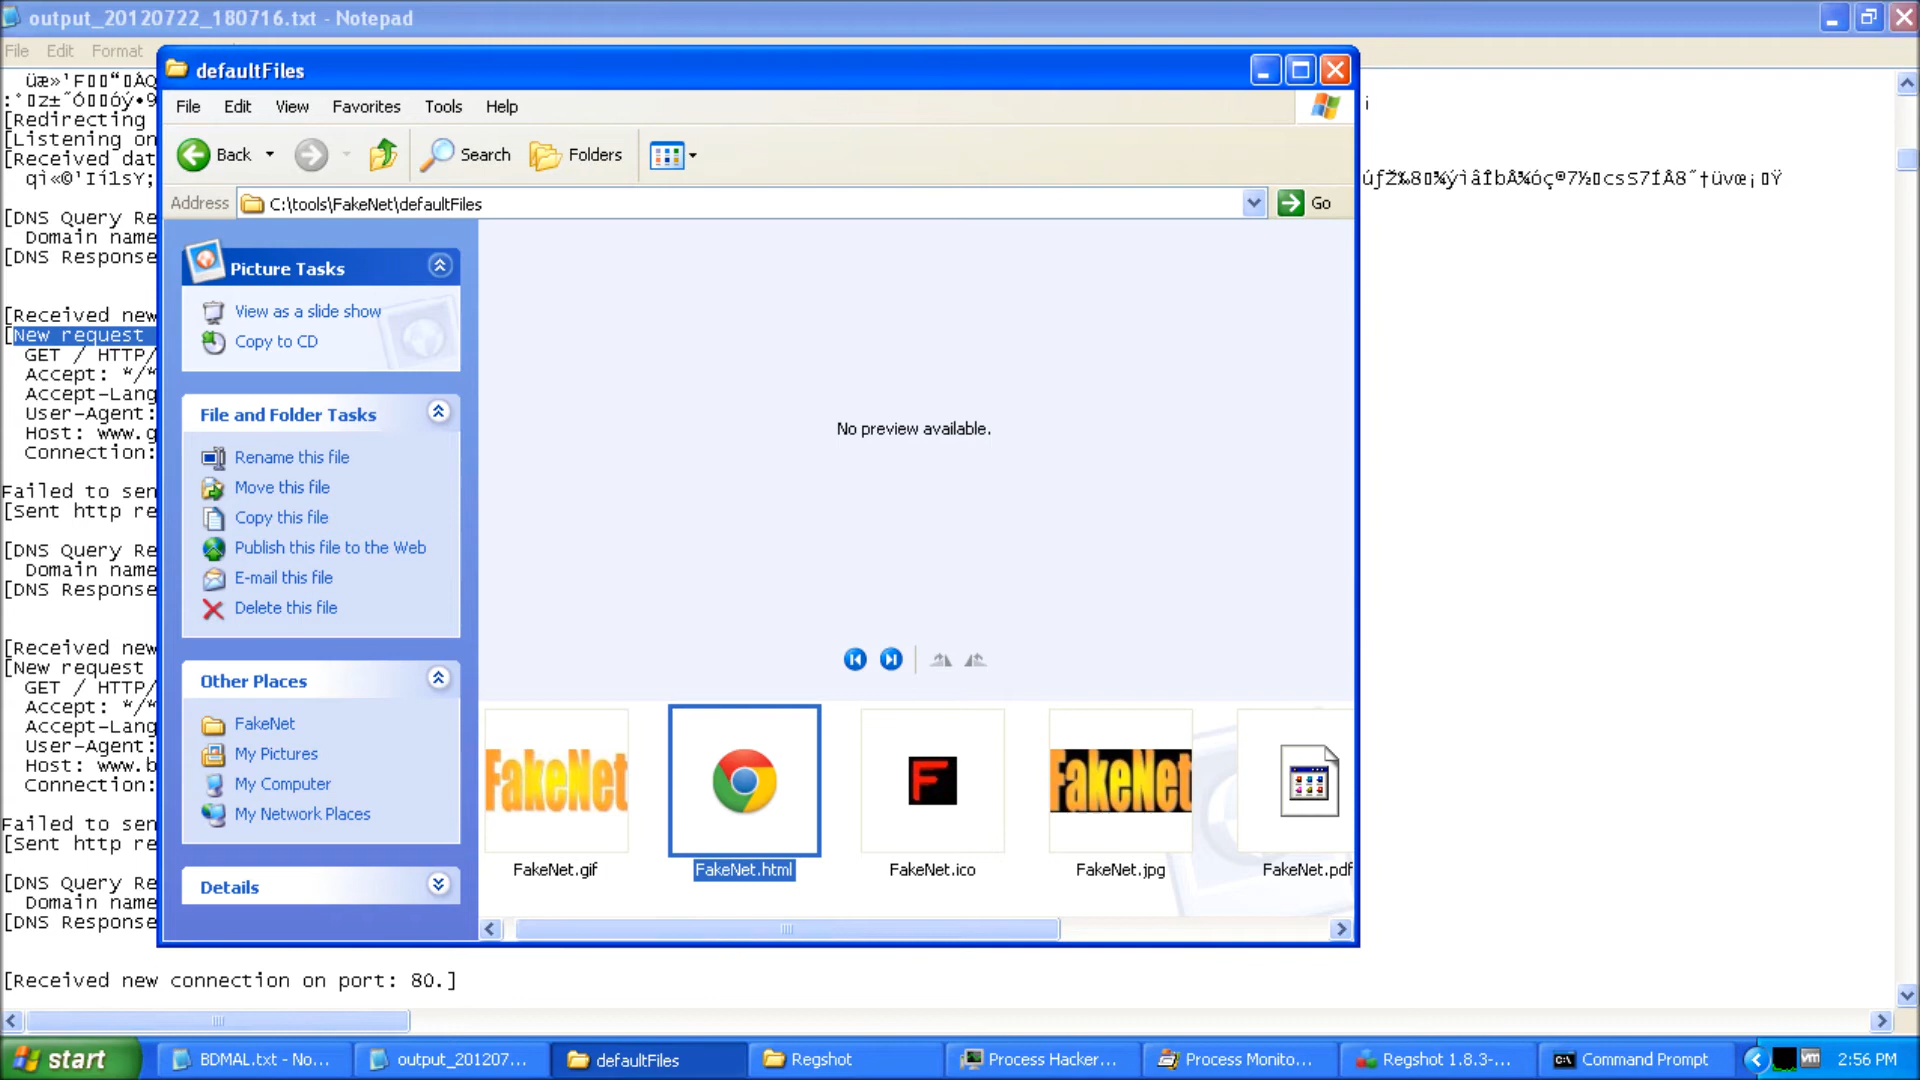 output_20120722_180716.txt - Notepad
File Edit Format
defaultFiles
File Edit View Favorites Tools Help
Back Search Folders
Address C:\tools\FakeNet\defaultFiles Go
[Redirecting
[Listening on
[Received dat
[DNS Query Re
Domain name
[DNS Response
[Received new
[New request
GET / HTTP/
Accept: */*
Accept-Lang
User-Agent:
Host: www.g
Connection:
Failed to sen
[Sent http re
[DNS Query Re
Domain name
[DNS Response
[Received new
[New request
GET / HTTP/
Accept: */*
Accept-Lang
User-Agent:
Host: www.b
Connection:
Failed to sen
[Sent http re
[DNS Query Re
Domain name
[DNS Response
[Received new connection on port: 80.]
Picture Tasks
View as a slide show
Copy to CD
File and Folder Tasks
Rename this file
Move this file
Copy this file
Publish this file to the Web
E-mail this file
Delete this file
Other Places
FakeNet
My Pictures
My Computer
My Network Places
Details
No preview available.
FakeNet FakeNet
FakeNet.gif FakeNet.html FakeNet.ico FakeNet.jpg FakeNet.pdf
start BDMAL.txt - No... output_201207... defaultFiles Regshot Process Hacker... Process Monito... Regshot 1.8.3-... Command Prompt 2:56 PM